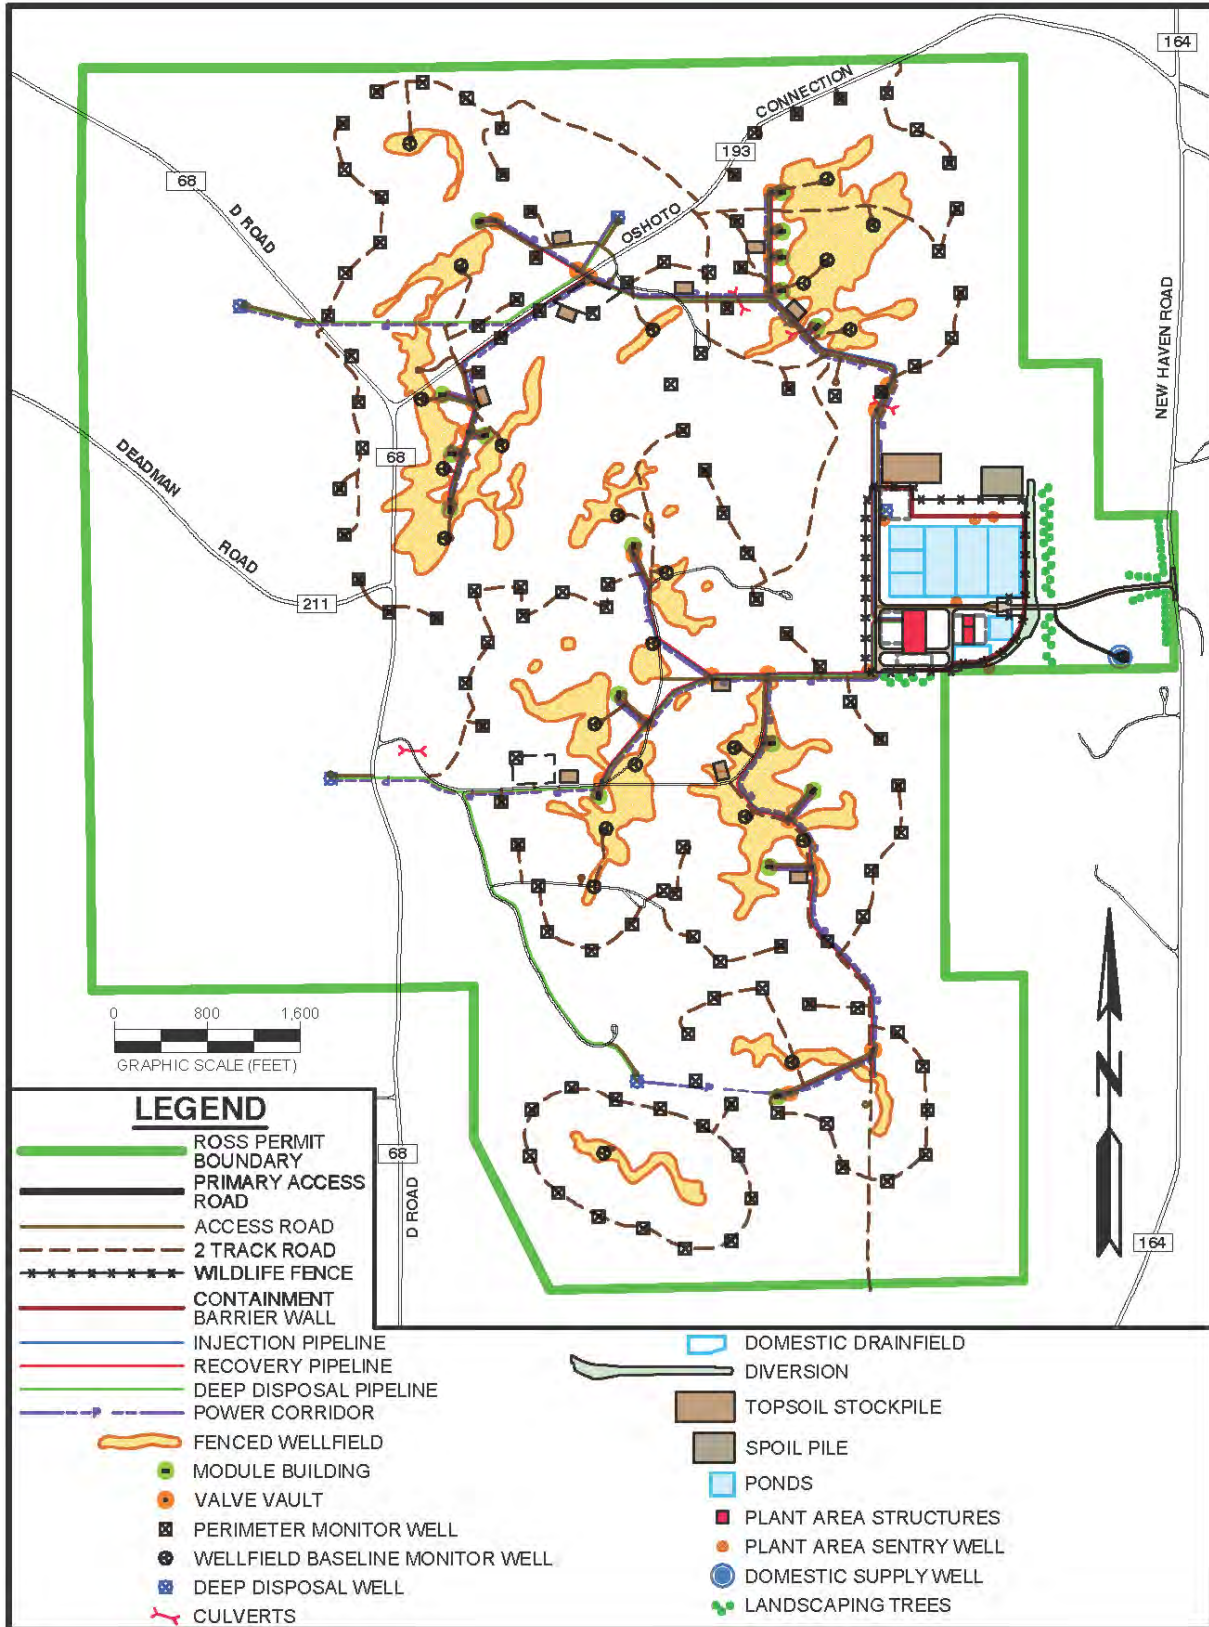 164
CONNECTION
193
68
D ROAD
OSHOTO
NEW HAVEN ROAD
DEADMAN
ROAD
68
211
0 800 1,600
GRAPHIC SCALE (FEET)
N
68
D ROAD
164
LEGEND
ROSS PERMIT
BOUNDARY
PRIMARY ACCESS
ROAD
ACCESS ROAD
2 TRACK ROAD
WILDLIFE FENCE
CONTAINMENT
BARRIER WALL
INJECTION PIPELINE
RECOVERY PIPELINE
DEEP DISPOSAL PIPELINE
POWER CORRIDOR
FENCED WELLFIELD
MODULE BUILDING
VALVE VAULT
PERIMETER MONITOR WELL
WELLFIELD BASELINE MONITOR WELL
DEEP DISPOSAL WELL
CULVERTS
DOMESTIC DRAINFIELD
DIVERSION
TOPSOIL STOCKPILE
SPOIL PILE
PONDS
PLANT AREA STRUCTURES
PLANT AREA SENTRY WELL
DOMESTIC SUPPLY WELL
LANDSCAPING TREES